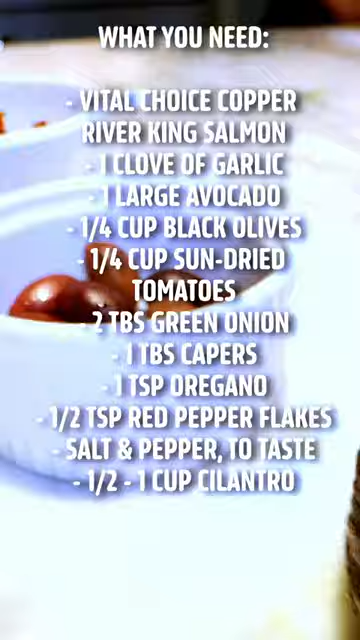 WHAT YOU NEED:
- VITAL CHOICE COPPER
RIVER KING SALMON
- 1 CLOVE OF GARLIC
- 1 LARGE AVOCADO
- 1/4 CUP BLACK OLIVES
- 1/4 CUP SUN-DRIED
TOMATOES
- 2 TBS GREEN ONION
- 1 TBS CAPERS
- 1 TSP OREGANO
- 1/2 TSP RED PEPPER FLAKES
- SALT & PEPPER, TO TASTE
- 1/2 - 1 CUP CILANTRO